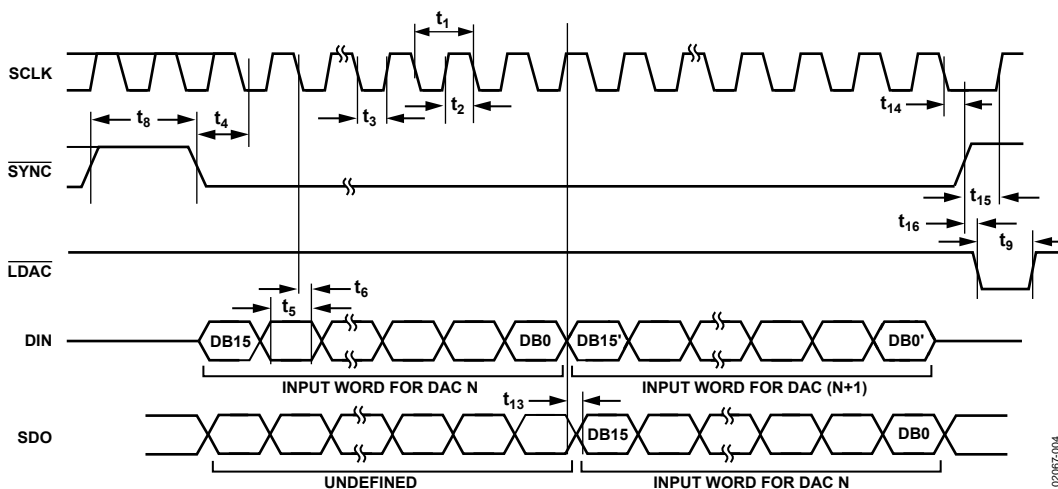 t1
SCLK
t2
t3
t14
t8
t4
SYNC
t15
t16
t9
LDAC
t6
t5
DIN
DB15
DB0
DB15'
DB0'
INPUT WORD FOR DAC N
INPUT WORD FOR DAC (N+1)
t13
SDO
DB15
DB0
UNDEFINED
INPUT WORD FOR DAC N
02067-004